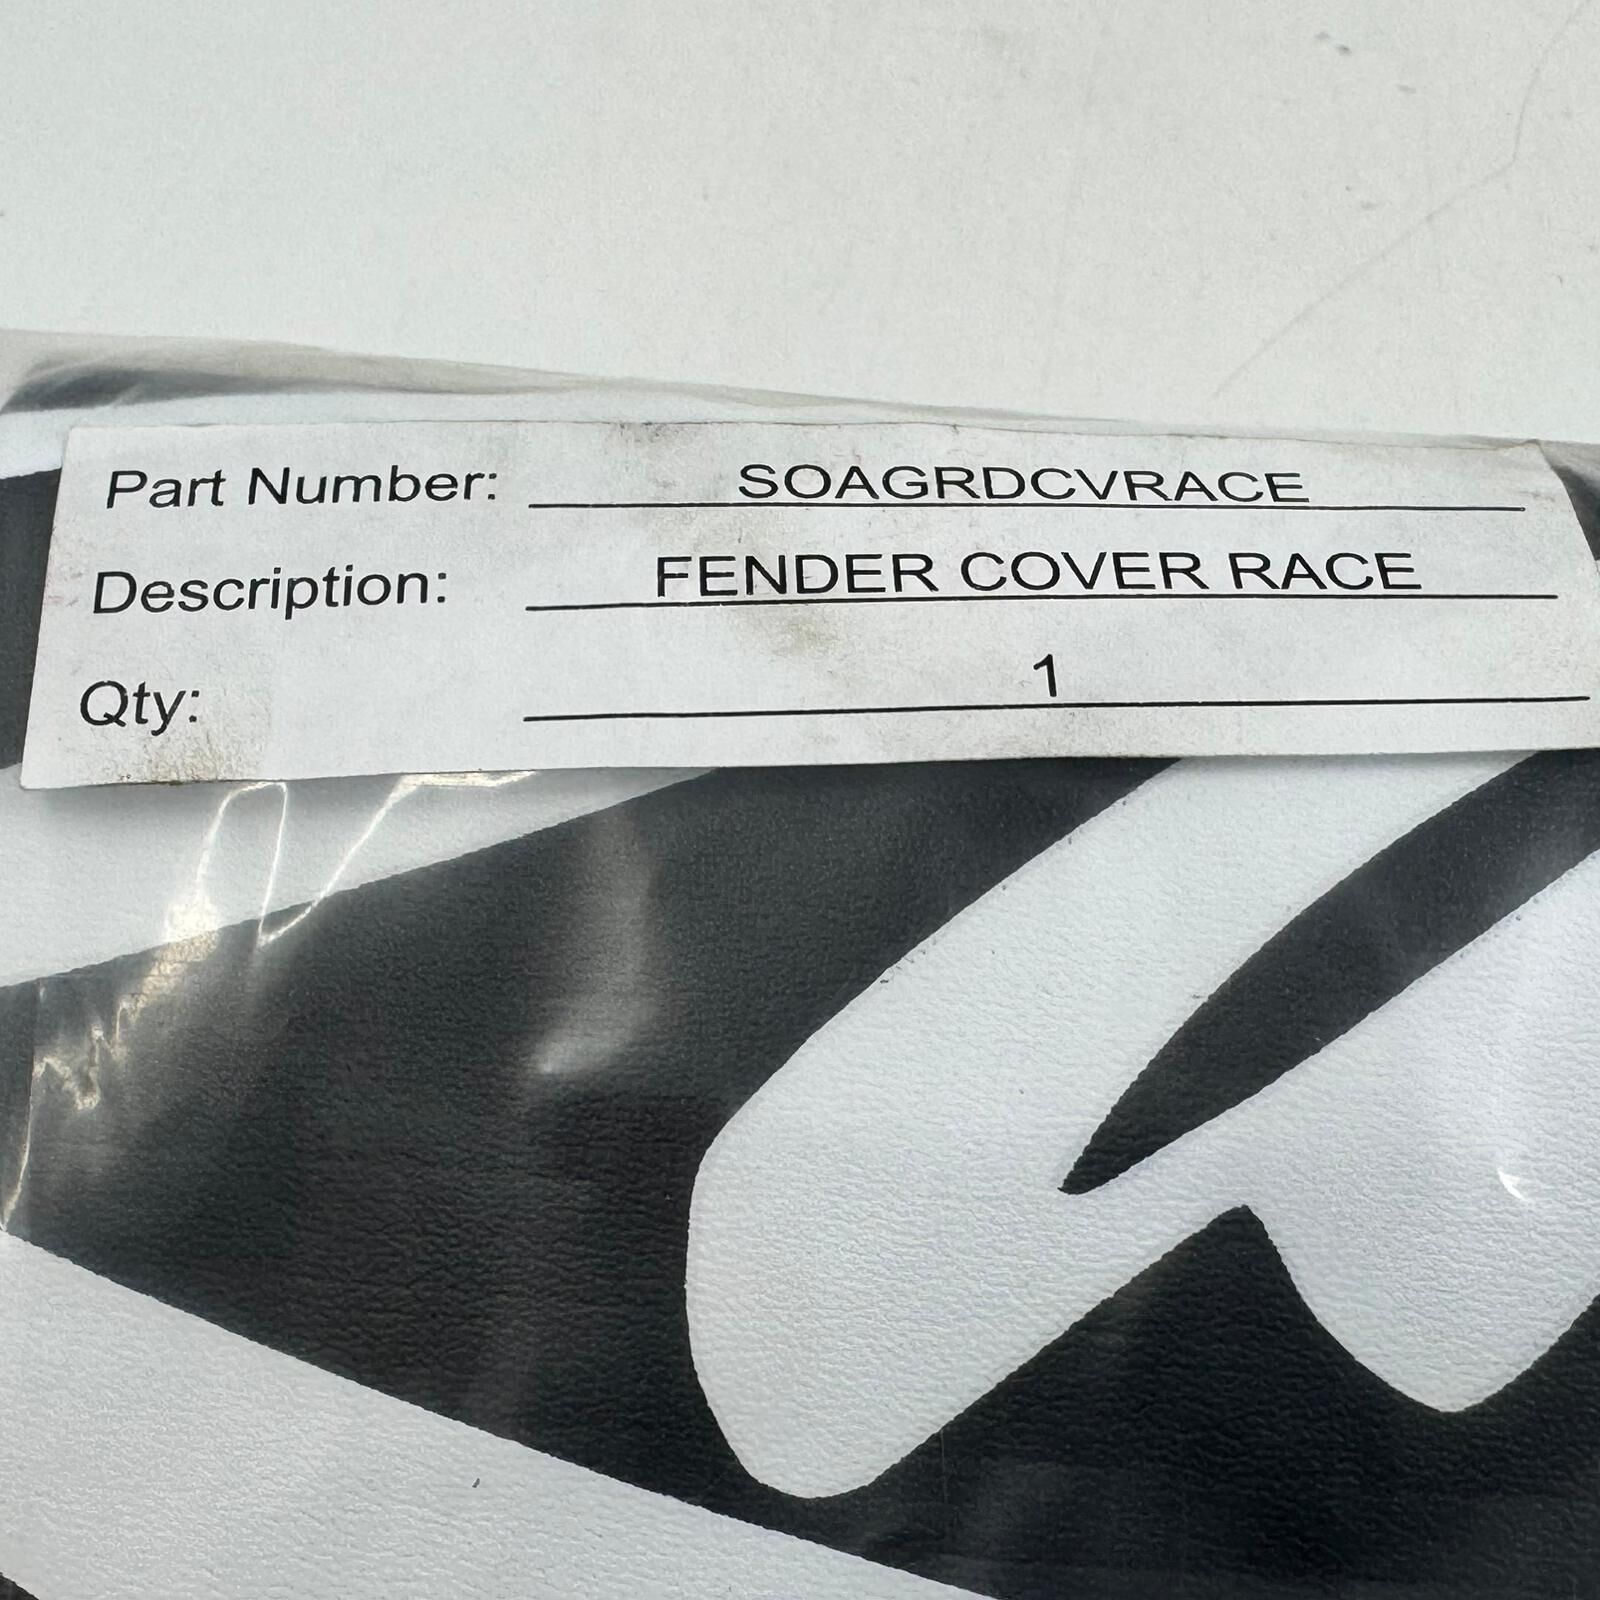 Part Number: SOAGRDCVRACE
Description: FENDER COVER RACE
Qty: 1